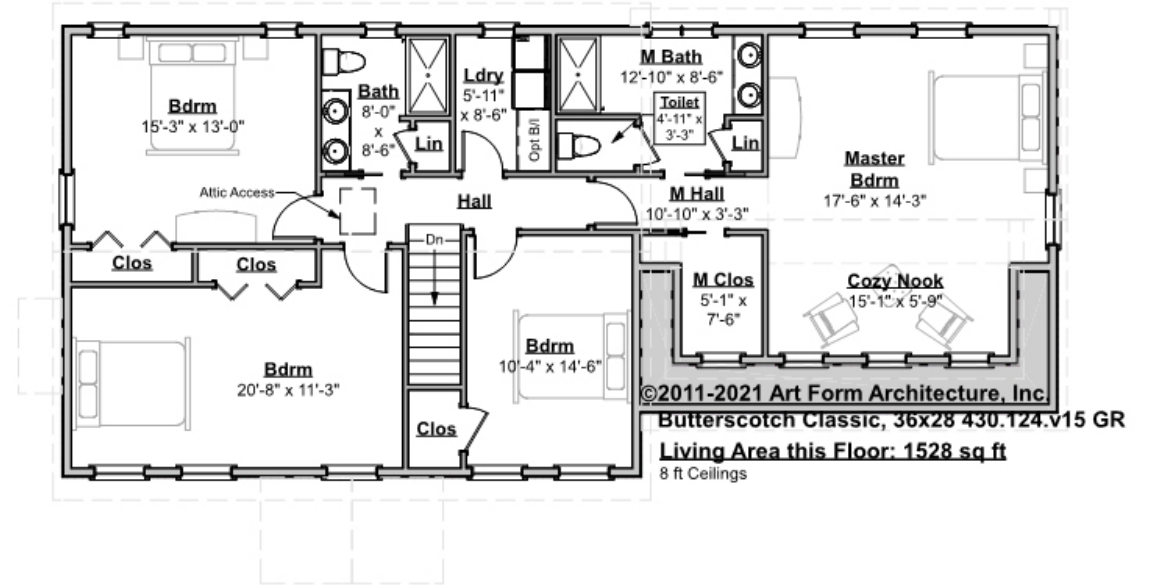 Bdrm
15'-3" x 13'-0"
Bath
8'-0"
x
8'-6"
Lin
Ldry
5'-11"
x 8'-6"
Opt B/I
M Bath
12'-10" x 8'-6"
Toilet
4'-11" x
3'-3"
Lin
Master
Bdrm
17'-6" x 14'-3"
Attic Access
Hall
M Hall
10'-10" x 3'-3"
Clos
Clos
Dn
M Clos
5'-1" x
7'-6"
Cozy Nook
15'-1" x 5'-9"
Bdrm
20'-8" x 11'-3"
Bdrm
10'-4" x 14'-6"
Clos
©2011-2021 Art Form Architecture, Inc.
Butterscotch Classic, 36x28 430.124.v15 GR
Living Area this Floor: 1528 sq ft
8 ft Ceilings